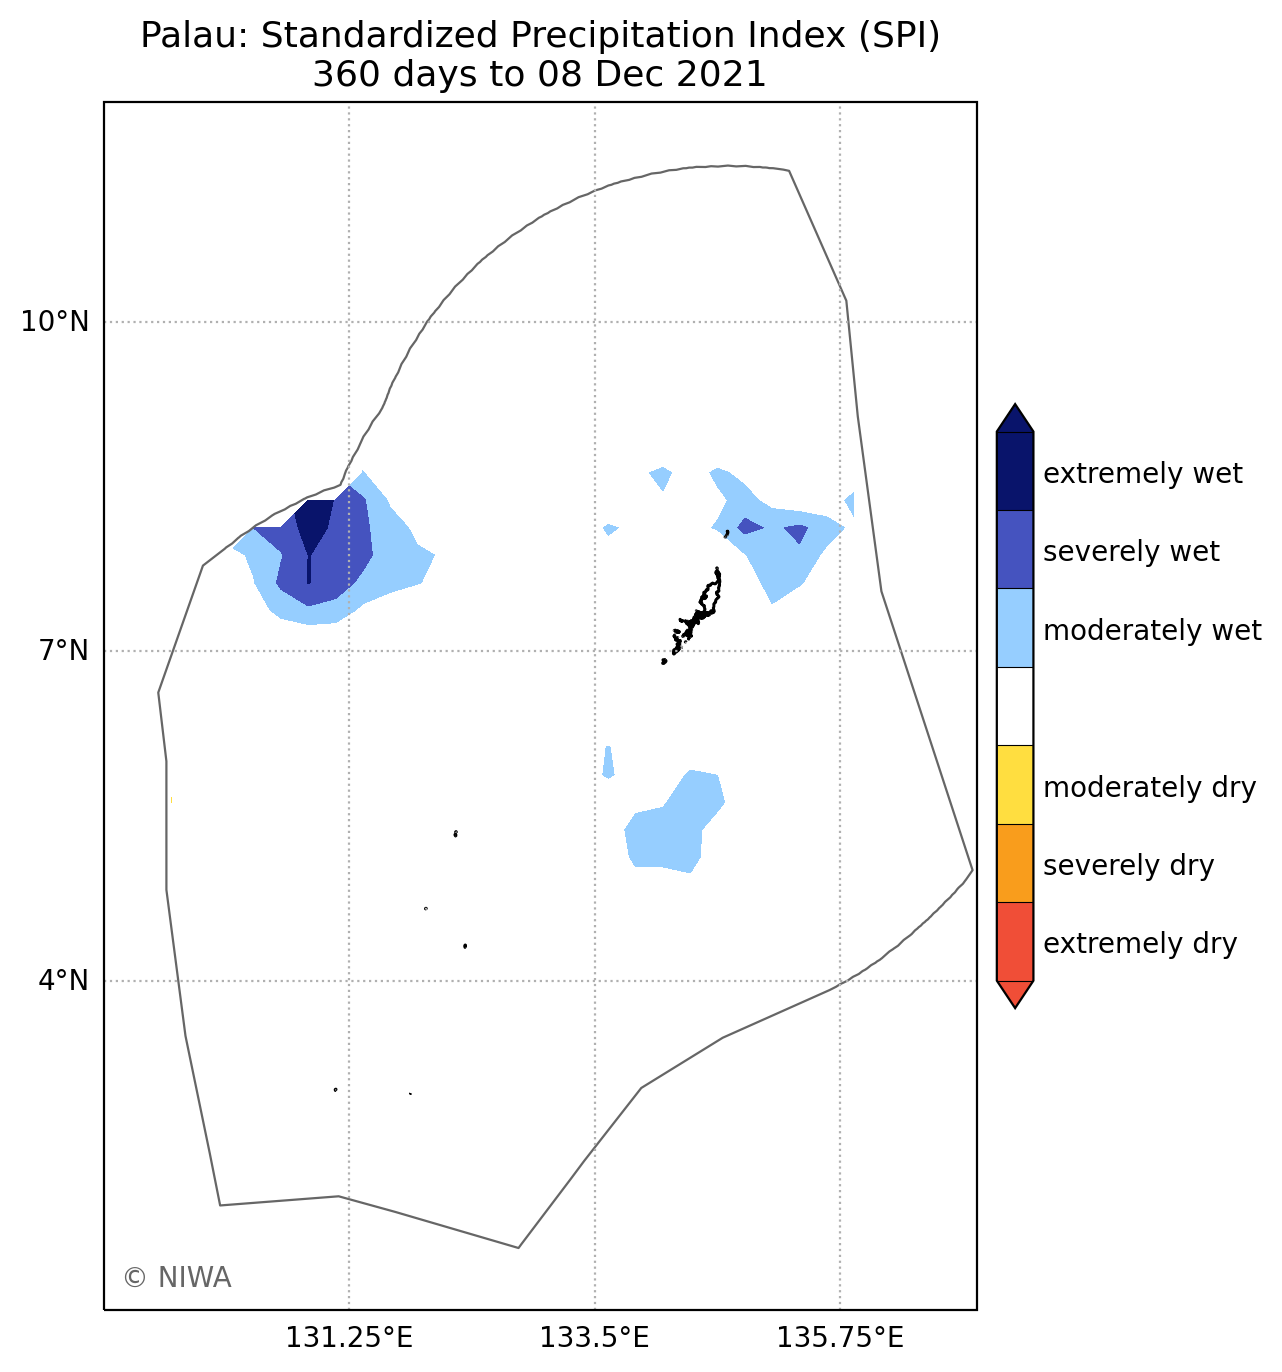 Palau: Standardized Precipitation Index (SPI)
360 days to 08 Dec 2021
10°N
7°N
4°N
131.25°E
133.5°E
135.75°E
extremely wet
severely wet
moderately wet
moderately dry
severely dry
extremely dry
© NIWA